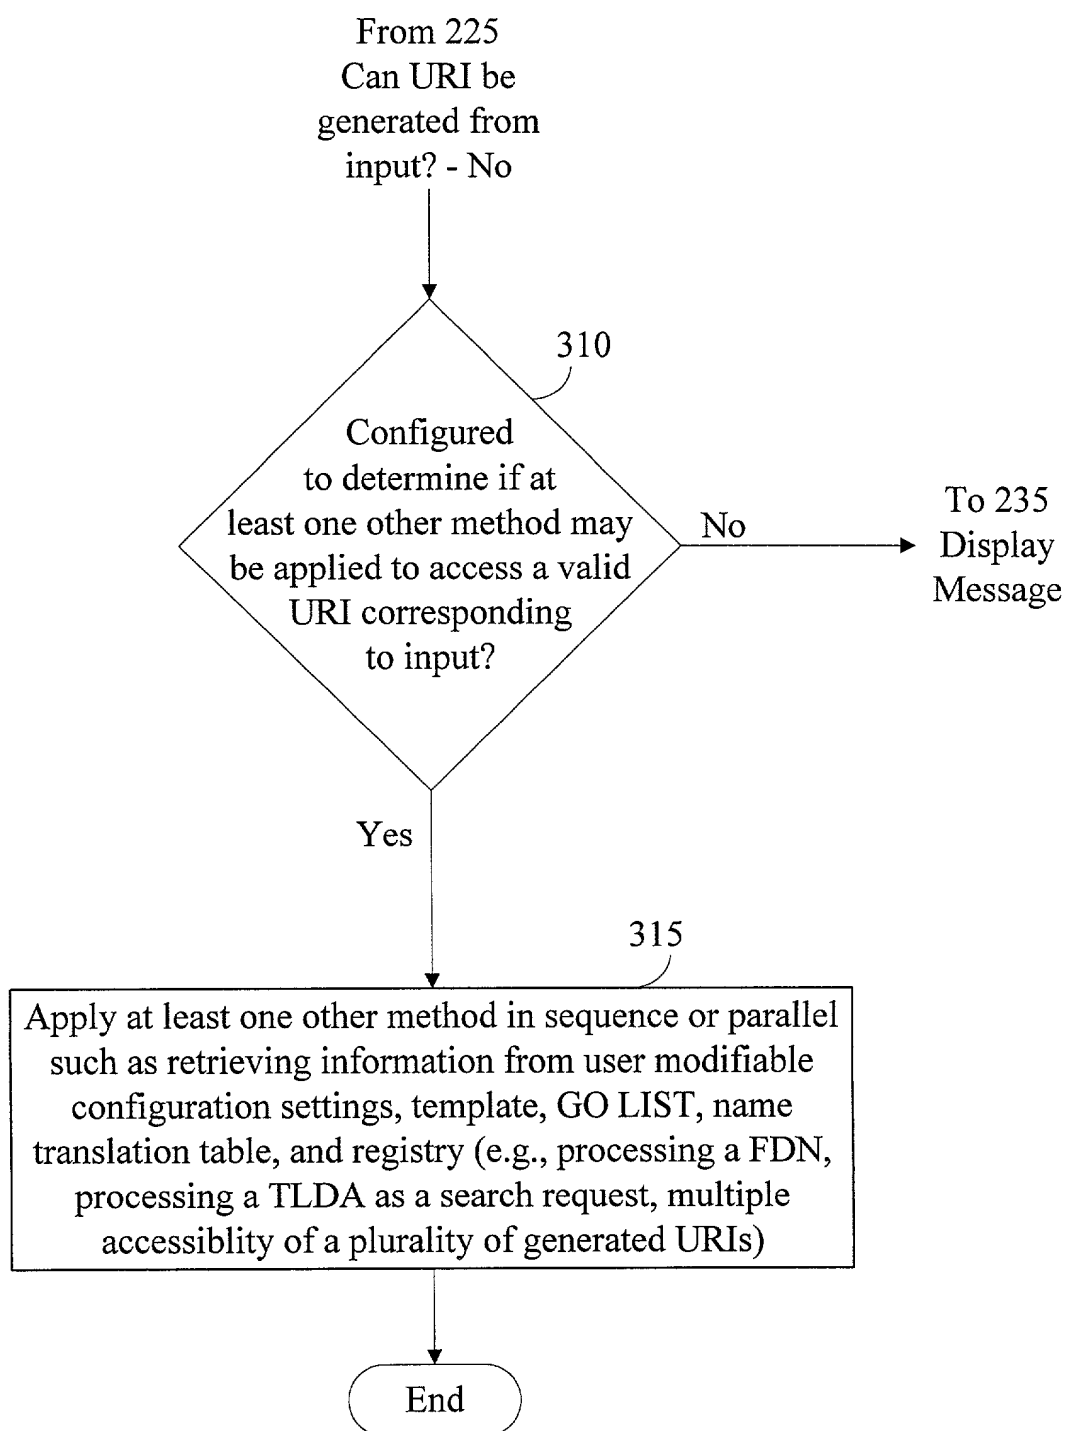 From 225
Can URI be
generated from
input? - No
310
Configured
to determine if at
least one other method may
be applied to access a valid
URI corresponding
to input?
No
To 235
Display
Message
Yes
315
Apply at least one other method in sequence or parallel
such as retrieving information from user modifiable
configuration settings, template, GO LIST, name
translation table, and registry (e.g., processing a FDN,
processing a TLDA as a search request, multiple
accessiblity of a plurality of generated URIs)
End